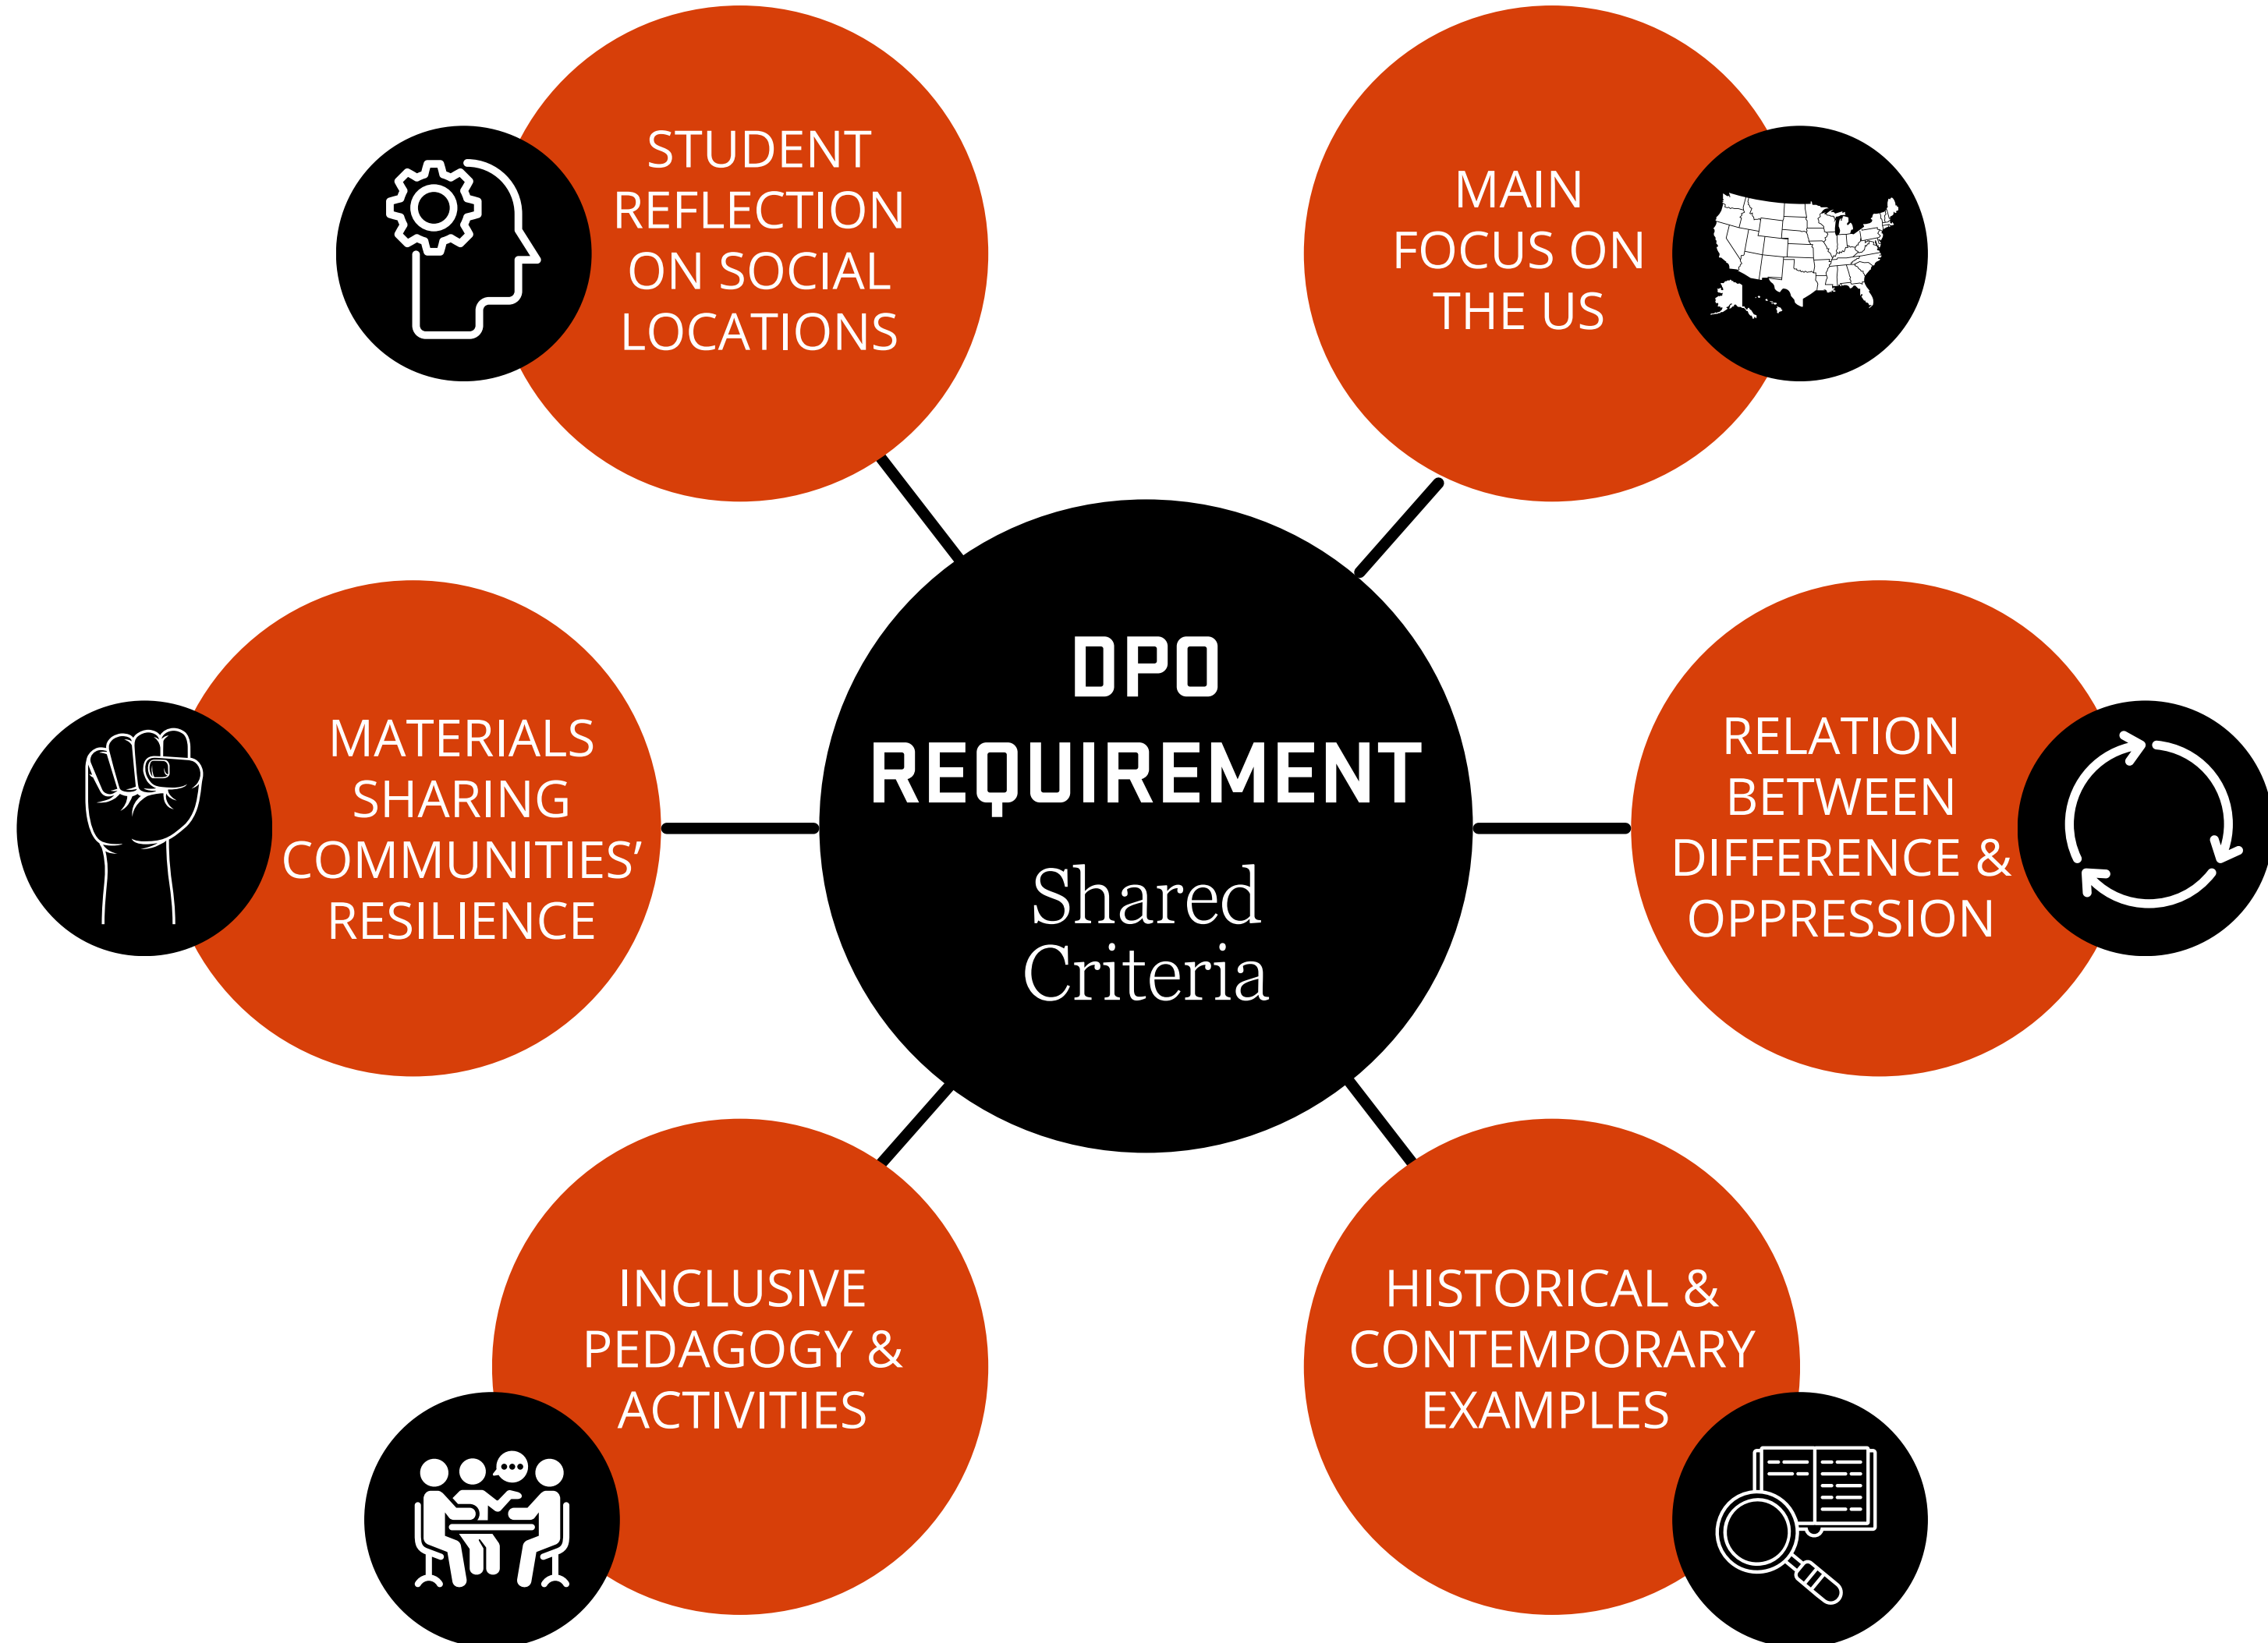 STUDENT
REFLECTION
ON SOCIAL
LOCATIONS
MAIN
FOCUS ON
THE US
MATERIALS
SHARING
COMMUNITIES’
RESILIENCE
DPO
REQUIREMENT
Shared
Criteria
RELATION
BETWEEN
DIFFERENCE &
OPPRESSION
INCLUSIVE
PEDAGOGY &
ACTIVITIES
HISTORICAL &
CONTEMPORARY
EXAMPLES